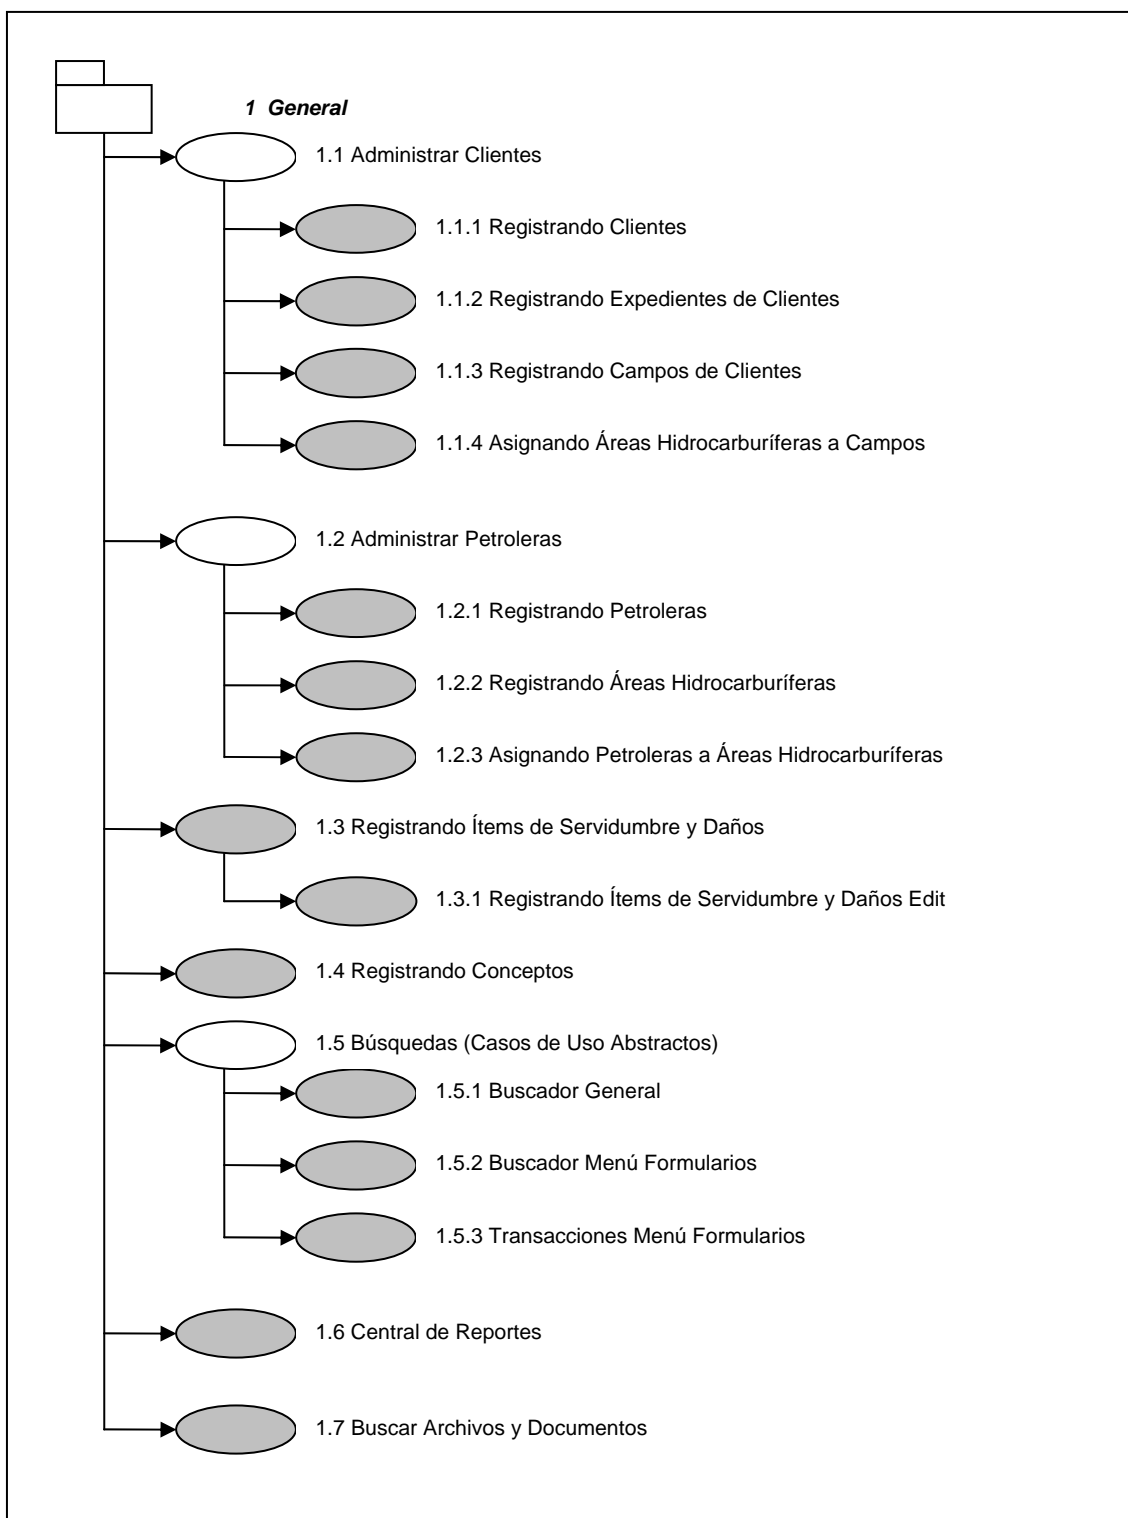 1 General
1.1 Administrar Clientes
1.1.1 Registrando Clientes
1.1.2 Registrando Expedientes de Clientes
1.1.3 Registrando Campos de Clientes
1.1.4 Asignando Áreas Hidrocarburíferas a Campos
1.2 Administrar Petroleras
1.2.1 Registrando Petroleras
1.2.2 Registrando Áreas Hidrocarburíferas
1.2.3 Asignando Petroleras a Áreas Hidrocarburíferas
1.3 Registrando Ítems de Servidumbre y Daños
1.3.1 Registrando Ítems de Servidumbre y Daños Edit
1.4 Registrando Conceptos
1.5 Búsquedas (Casos de Uso Abstractos)
1.5.1 Buscador General
1.5.2 Buscador Menú Formularios
1.5.3 Transacciones Menú Formularios
1.6 Central de Reportes
1.7 Buscar Archivos y Documentos